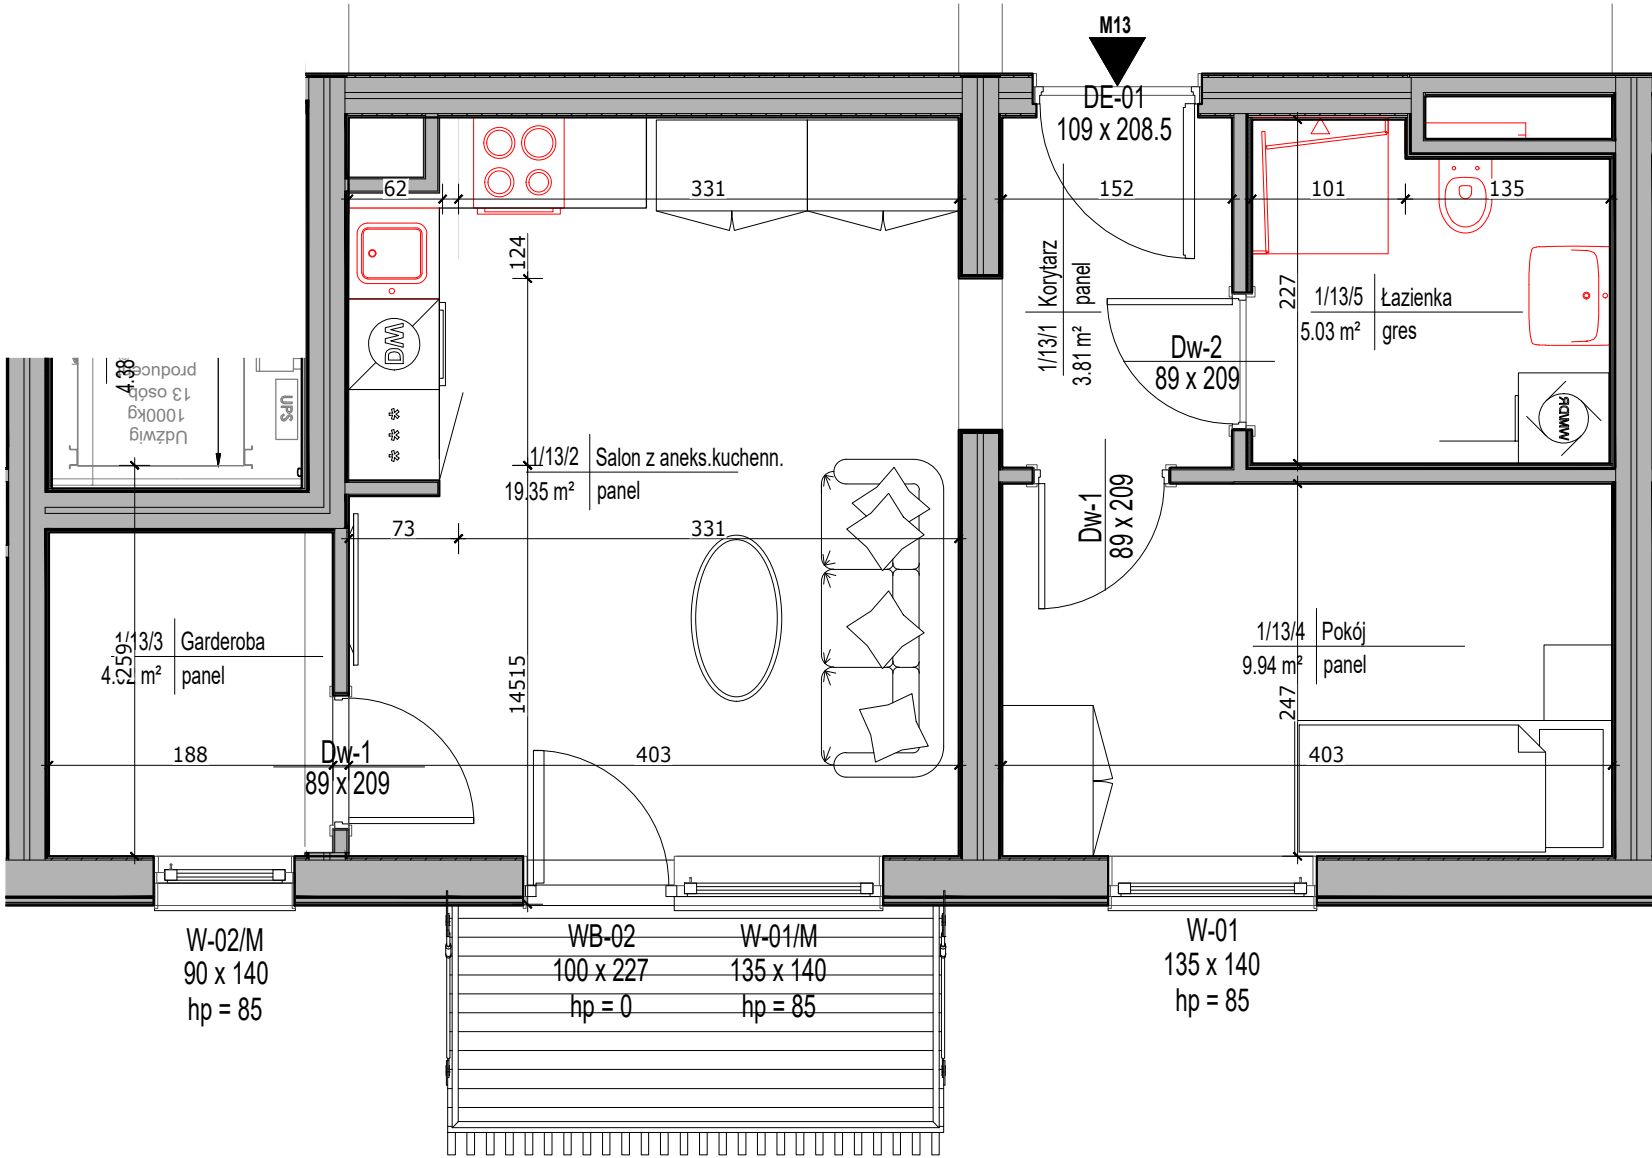 M13
DE-01
109 x 208.5
62
331
152
101
135
124
1/13/1
Korytarz
3.81 m²
panel
227
1/13/5
Łazienka
5.03 m²
gres
Dw-2
89 x 209
DW
4.38
Udźwig
1000kg
13 osób
UPS
1/13/2
Salon z aneks.kuchenn.
19.35 m²
panel
Dw-1
89 x 209
73
331
1/13/3
Garderoba
m²
panel
259
14515
1/13/4
Pokój
9.94 m²
panel
247
188
Dw-1
89 x 209
403
403
W-02/M
90 x 140
hp = 85
WB-02
100 x 227
hp = 0
W-01/M
135 x 140
hp = 85
W-01
135 x 140
hp = 85